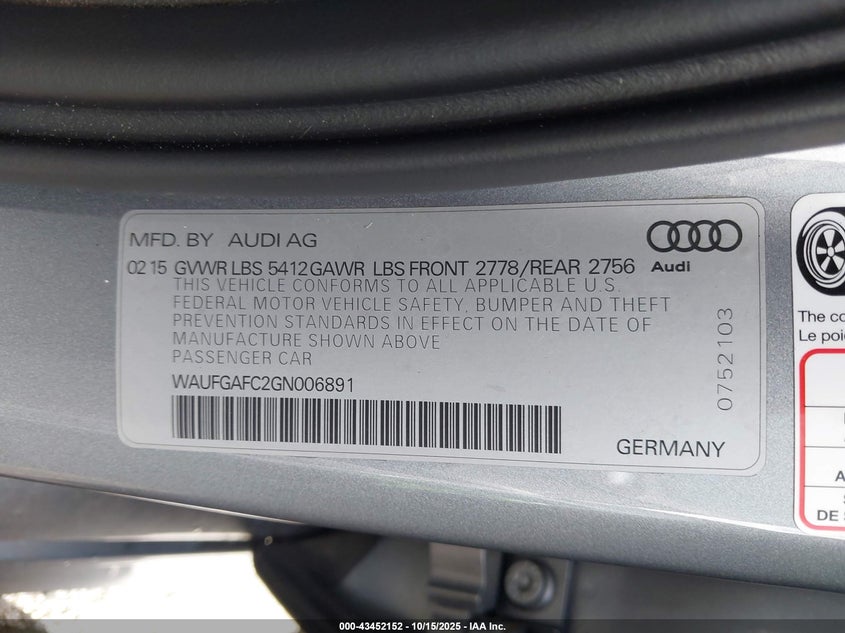 MFD. BY AUDI AG
Audi
02 15 GVWR LBS 5412 GAWR LBS FRONT 2778/REAR 2756
THIS VEHICLE CONFORMS TO ALL APPLICABLE U.S.
FEDERAL MOTOR VEHICLE SAFETY, BUMPER AND THEFT
PREVENTION STANDARDS IN EFFECT ON THE DATE OF
MANUFACTURE SHOWN ABOVE
PASSENGER CAR
WAUFGAFC2GN006891
0752103
GERMANY
The co
Le poi
A
S
DE S
000-43452152 - 10/15/2025 - IAA Inc.